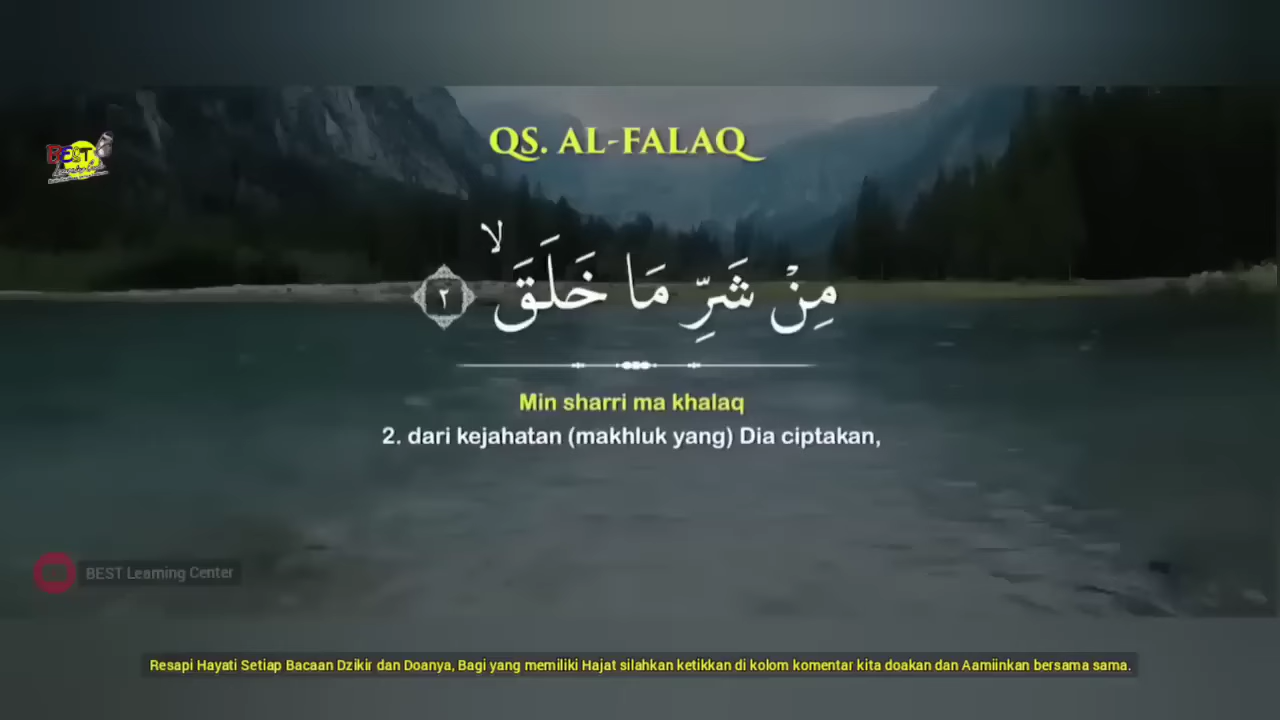 BEST
QS. AL-FALAQ
مِنْ شَرِّ مَا خَلَقَ ۙ ٢
Min sharri ma khalaq
2. dari kejahatan (makhluk yang) Dia ciptakan,
BEST Learning Center
Resapi Hayati Setiap Bacaan Dzikir dan Doanya, Bagi yang memiliki Hajat silahkan ketikkan di kolom komentar kita doakan dan Aamiinkan bersama sama.